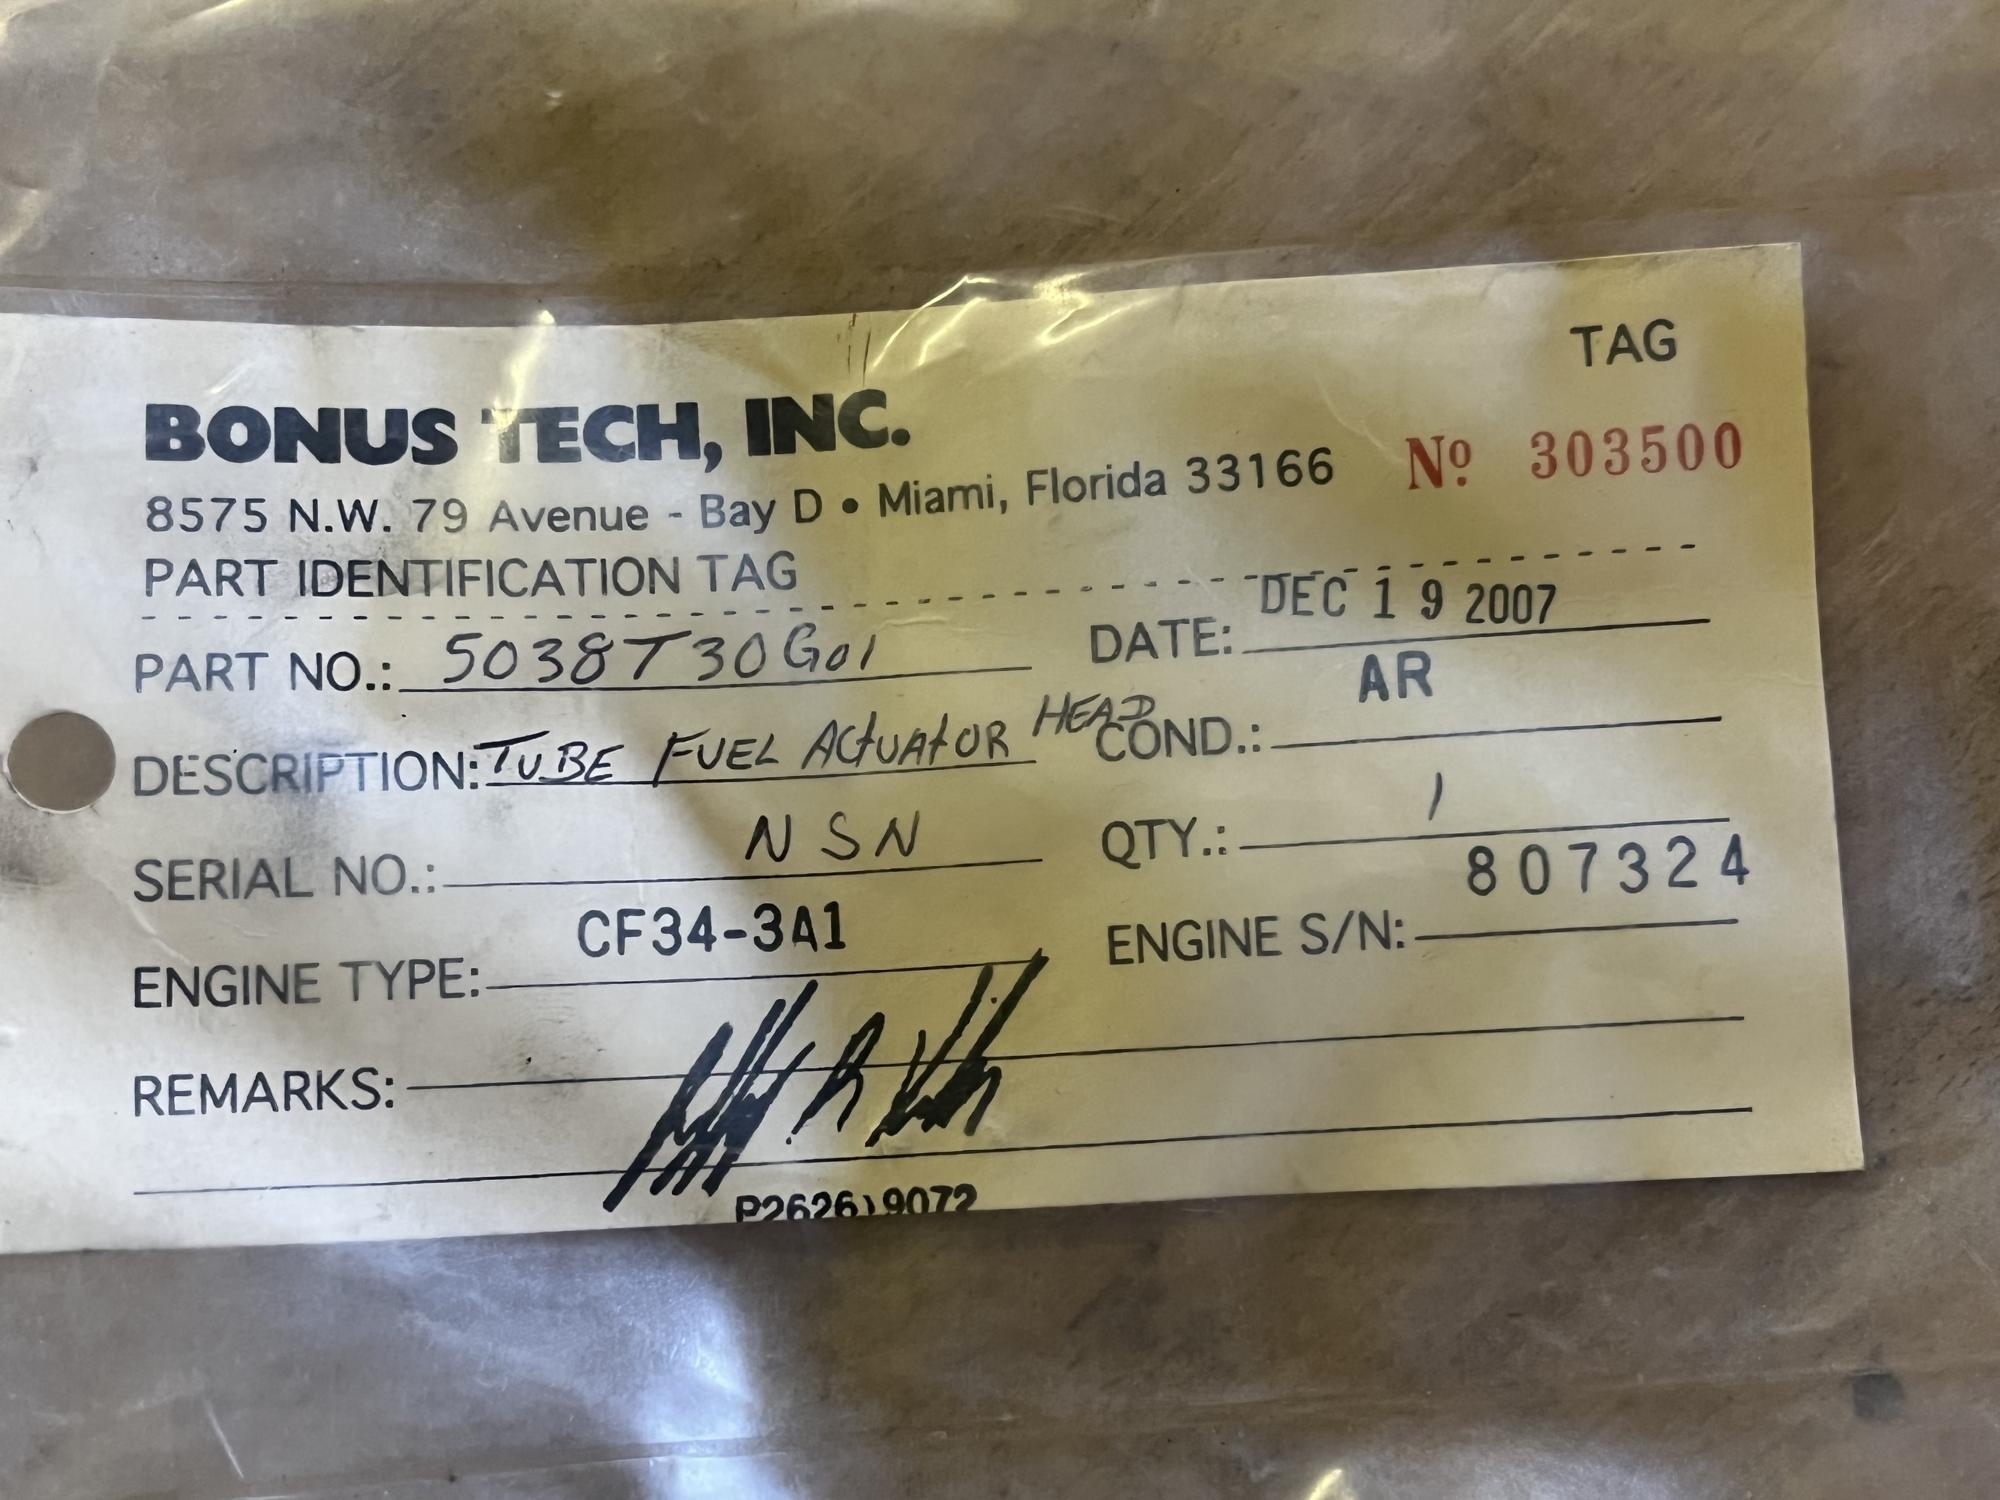 TAG
BONUS TECH, INC.
8575 N.W. 79 Avenue - Bay D • Miami, Florida 33166 Nº 303500
PART IDENTIFICATION TAG
PART NO.: 5038T30G01 DATE: DEC 19 2007
DESCRIPTION: TUBE FUEL ACtUAtOR HEAD COND.: AR
SERIAL NO.: NSN QTY.: 1
ENGINE TYPE: CF34-3A1 ENGINE S/N: 807324
REMARKS: